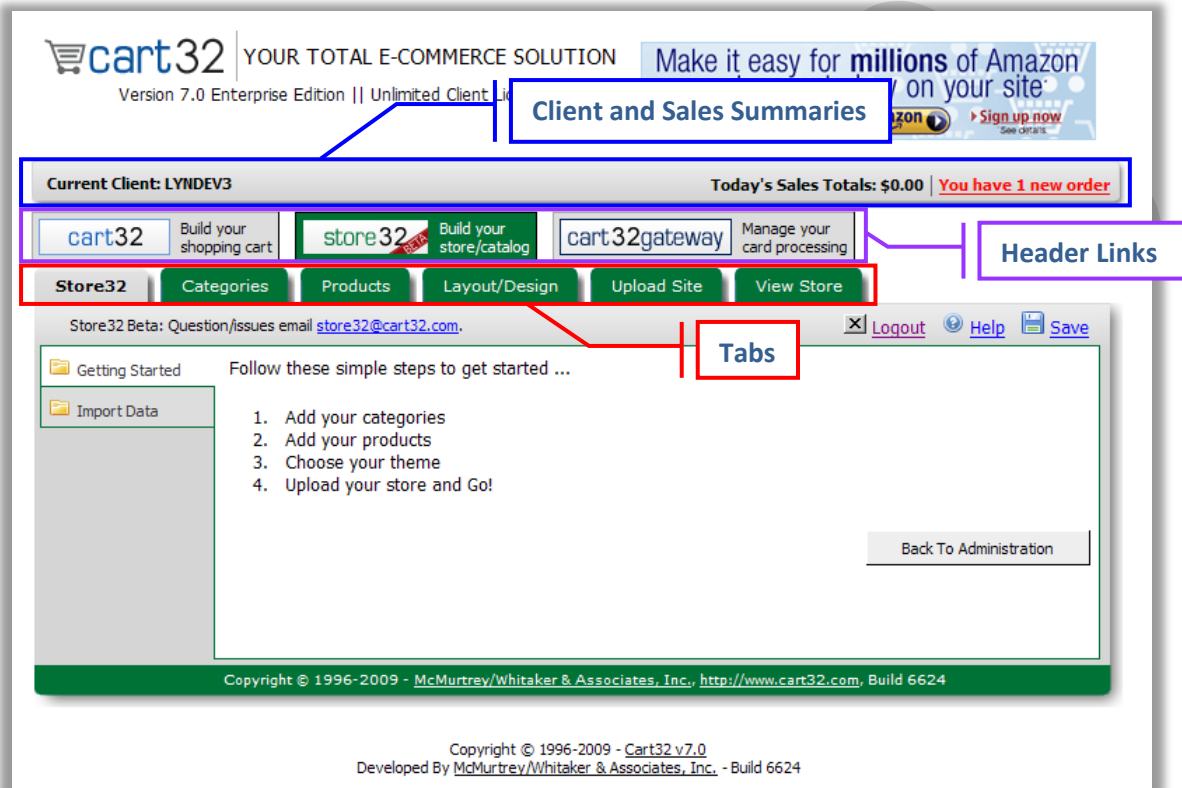 cart32 YOUR TOTAL E-COMMERCE SOLUTION
Version 7.0 Enterprise Edition || Unlimited Client
Make it easy for millions of Amazon
on your site
Sign up now
See details
Client and Sales Summaries
Current Client: LYNDEV3 Today's Sales Totals: $0.00 | You have 1 new order
cart32 Build your shopping cart
store32 BETA Build your store/catalog
cart32gateway Manage your card processing
Header Links
Store32 Categories Products Layout/Design Upload Site View Store
Store32 Beta: Question/issues email store32@cart32.com. Logout Help Save
Tabs
Getting Started
Import Data
Follow these simple steps to get started ...
1. Add your categories
2. Add your products
3. Choose your theme
4. Upload your store and Go!
Back To Administration
Copyright © 1996-2009 - McMurtrey/Whitaker & Associates, Inc., http://www.cart32.com, Build 6624
Copyright © 1996-2009 - Cart32 v7.0
Developed By McMurtrey/Whitaker & Associates, Inc. - Build 6624